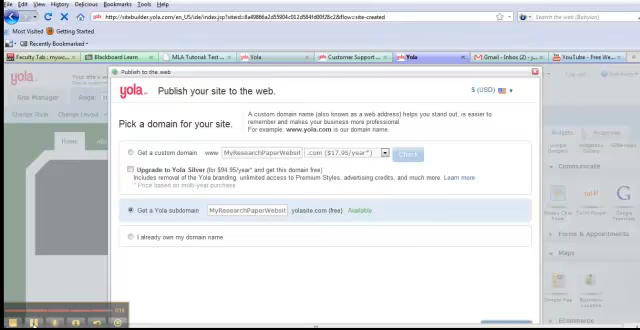 File Edit View History Delicious Bookmarks Tools Help
http://sitebuilder.yola.com/en_US/ide/index.jsp?
Search the web (Babylon)
Most Visited Getting Started
Recently Bookmarked
Faculty Tab: Blackboard Learn MLA Tutorial: Test Yola Customer Support Yola Gmail - Inbox (2) YouTube - Free
Publish to the web
yola Publish your site to the web. $ (USD)
Site Manager
Change Style Change Layout
Home
Pick a domain for your site.
A custom domain name (also known as a web address) helps you stand out, is easier to
remember and makes your business more professional.
For example: www.yola.com is our domain name.
Get a custom domain www. MyResearchPaperWebsit .com ($17.95/year*) Check
Upgrade to Yola Silver (for $94.95/year* and get this domain free)
Includes removal of the Yola branding, unlimited access to Premium Styles, advertising credits, and much more. Learn more
* Price based on multi-year purchase
Get a Yola subdomain MyResearchPaperWebsit .yolasite.com (free) Available
I already own my domain name
Widgets
Communicate
Forms & Appointments
Maps